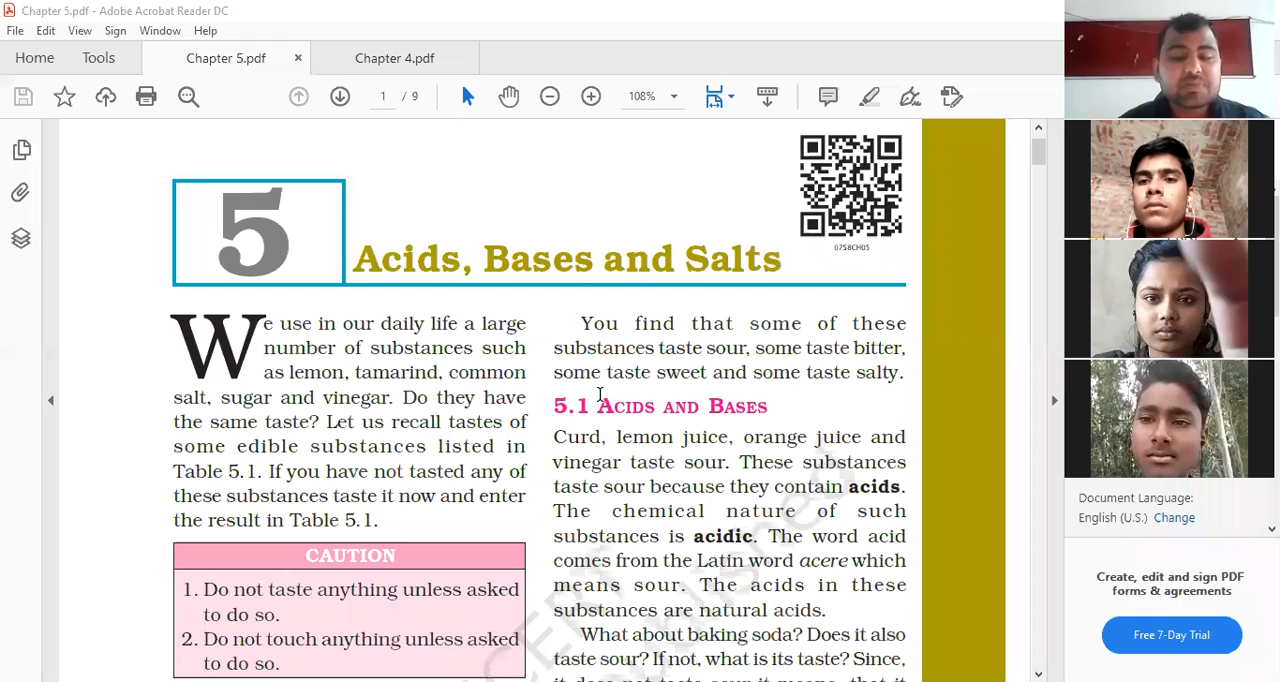 Chapter 5.pdf - Adobe Acrobat Reader DC
File Edit View Sign Window Help
Home Tools Chapter 5.pdf × Chapter 4.pdf
1 / 9 108%
0758CH05
5
Acids, Bases and Salts
We use in our daily life a large
number of substances such
as lemon, tamarind, common
salt, sugar and vinegar. Do they have
the same taste? Let us recall tastes of
some edible substances listed in
Table 5.1. If you have not tasted any of
these substances taste it now and enter
the result in Table 5.1.
CAUTION
1. Do not taste anything unless asked
to do so.
2. Do not touch anything unless asked
to do so.
You find that some of these
substances taste sour, some taste bitter,
some taste sweet and some taste salty.
5.1 Acids and Bases
Curd, lemon juice, orange juice and
vinegar taste sour. These substances
taste sour because they contain acids.
The chemical nature of such
substances is acidic. The word acid
comes from the Latin word acere which
means sour. The acids in these
substances are natural acids.
What about baking soda? Does it also
taste sour? If not, what is its taste? Since,
it does not taste sour it means, that it
Document Language:
English (U.S.) Change
Create, edit and sign PDF
forms & agreements
Free 7-Day Trial